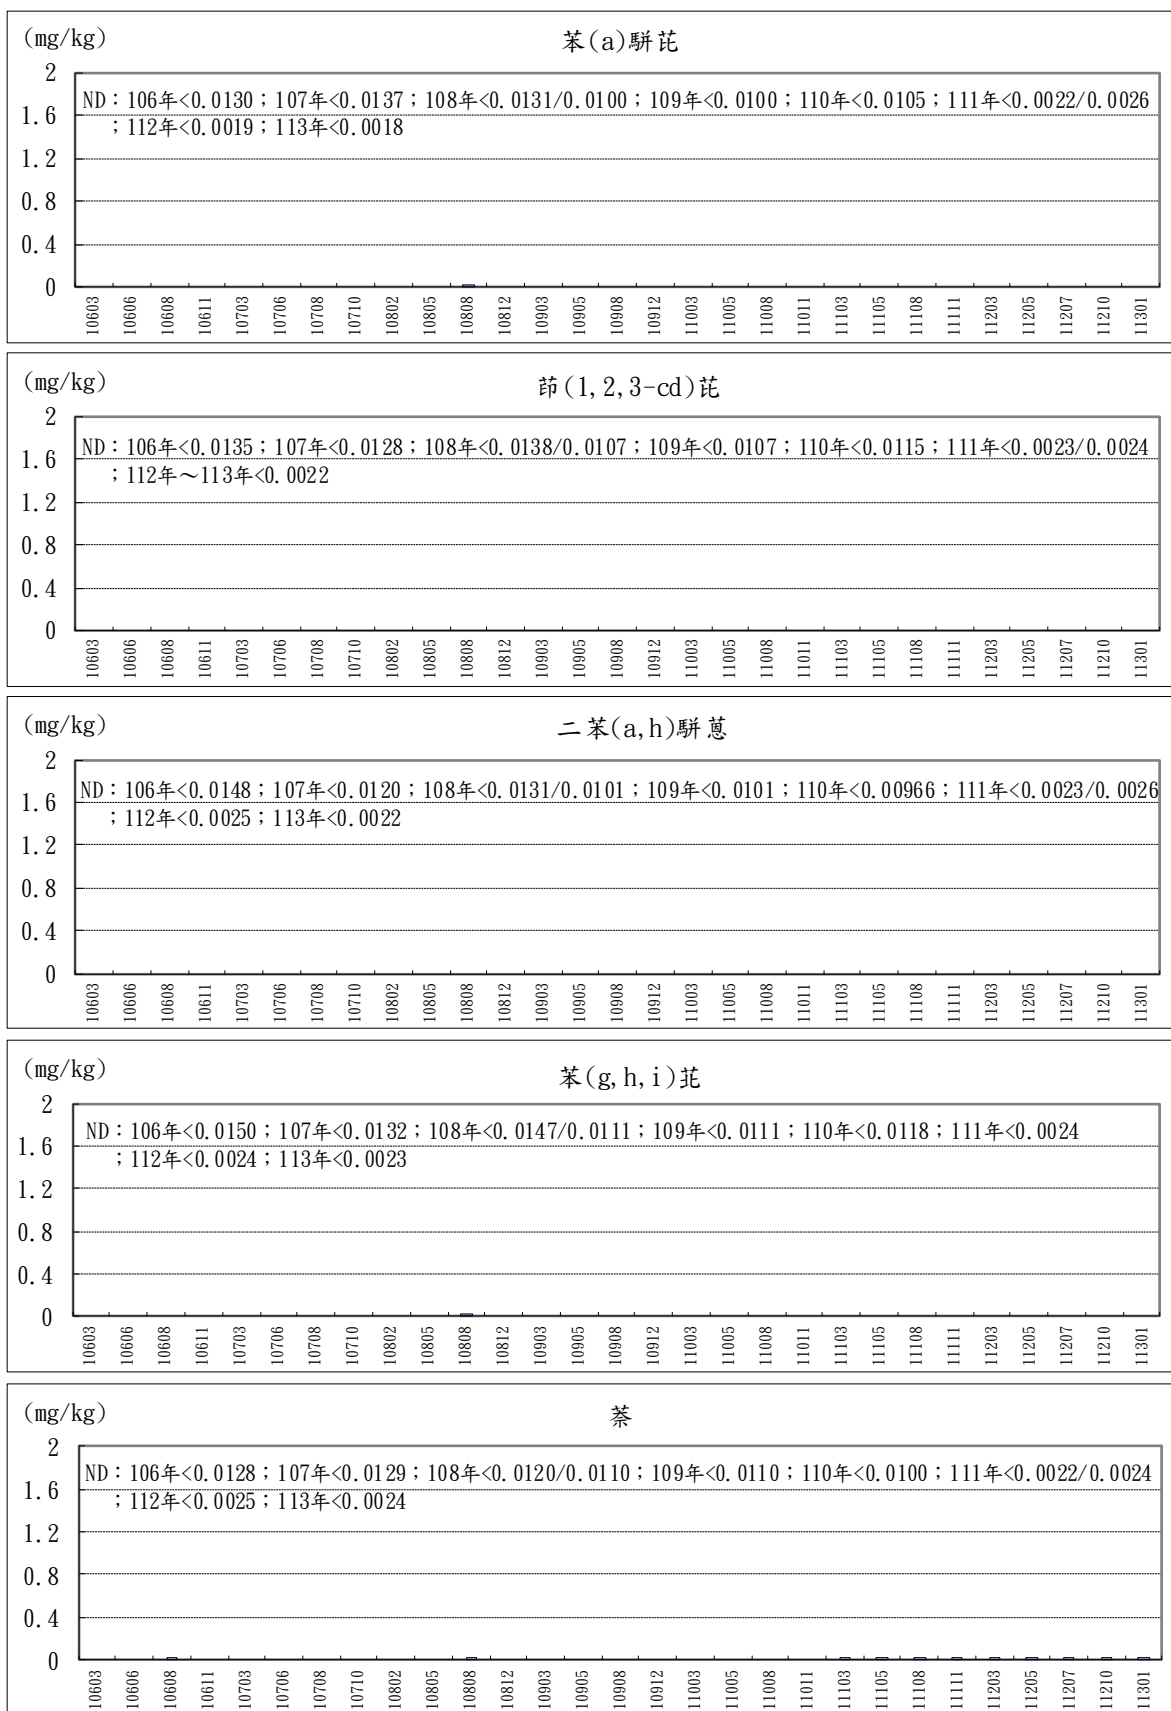 (mg/kg)
苯(a)駢芘
2
ND：106年<0.0130；107年<0.0137；108年<0.0131/0.0100；109年<0.0100；110年<0.0105；111年<0.0022/0.0026
1.6
；112年<0.0019；113年<0.0018
1.2
0.8
0.4
0
10603 10606 10608 10611 10703 10706 10708 10710 10802 10805 10808 10812 10903 10905 10908 10912 11003 11005 11008 11011 11103 11105 11108 11111 11203 11205 11207 11210 11301
(mg/kg)
茚(1,2,3-cd)芘
2
ND：106年<0.0135；107年<0.0128；108年<0.0138/0.0107；109年<0.0107；110年<0.0115；111年<0.0023/0.0024
1.6
；112年～113年<0.0022
1.2
0.8
0.4
0
10603 10606 10608 10611 10703 10706 10708 10710 10802 10805 10808 10812 10903 10905 10908 10912 11003 11005 11008 11011 11103 11105 11108 11111 11203 11205 11207 11210 11301
(mg/kg)
二苯(a,h)駢蒽
2
ND：106年<0.0148；107年<0.0120；108年<0.0131/0.0101；109年<0.0101；110年<0.00966；111年<0.0023/0.0026
1.6
；112年<0.0025；113年<0.0022
1.2
0.8
0.4
0
10603 10606 10608 10611 10703 10706 10708 10710 10802 10805 10808 10812 10903 10905 10908 10912 11003 11005 11008 11011 11103 11105 11108 11111 11203 11205 11207 11210 11301
(mg/kg)
苯(g,h,i)苝
2
ND：106年<0.0150；107年<0.0132；108年<0.0147/0.0111；109年<0.0111；110年<0.0118；111年<0.0024
1.6
；112年<0.0024；113年<0.0023
1.2
0.8
0.4
0
10603 10606 10608 10611 10703 10706 10708 10710 10802 10805 10808 10812 10903 10905 10908 10912 11003 11005 11008 11011 11103 11105 11108 11111 11203 11205 11207 11210 11301
(mg/kg)
萘
2
ND：106年<0.0128；107年<0.0129；108年<0.0120/0.0110；109年<0.0110；110年<0.0100；111年<0.0022/0.0024
1.6
；112年<0.0025；113年<0.0024
1.2
0.8
0.4
0
10603 10606 10608 10611 10703 10706 10708 10710 10802 10805 10808 10812 10903 10905 10908 10912 11003 11005 11008 11011 11103 11105 11108 11111 11203 11205 11207 11210 11301